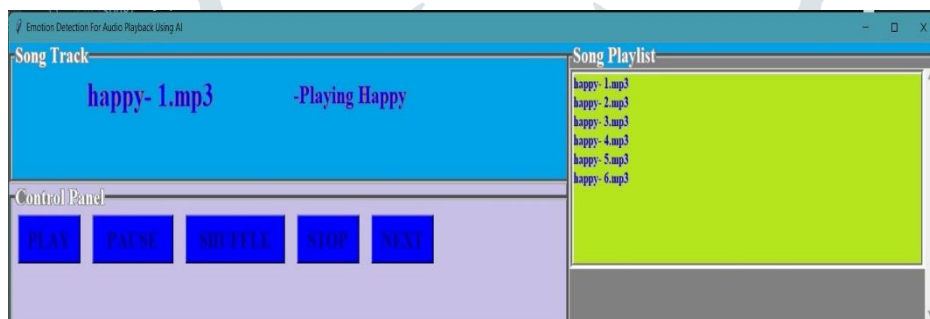 Emotion Detection For Audio Playback Using AI
Song Track
happy- 1.mp3 -Playing Happy
Control Panel
PLAY PAUSE SHUFFLE STOP NEXT
Song Playlist
happy- 1.mp3
happy- 2.mp3
happy- 3.mp3
happy- 4.mp3
happy- 5.mp3
happy- 6.mp3